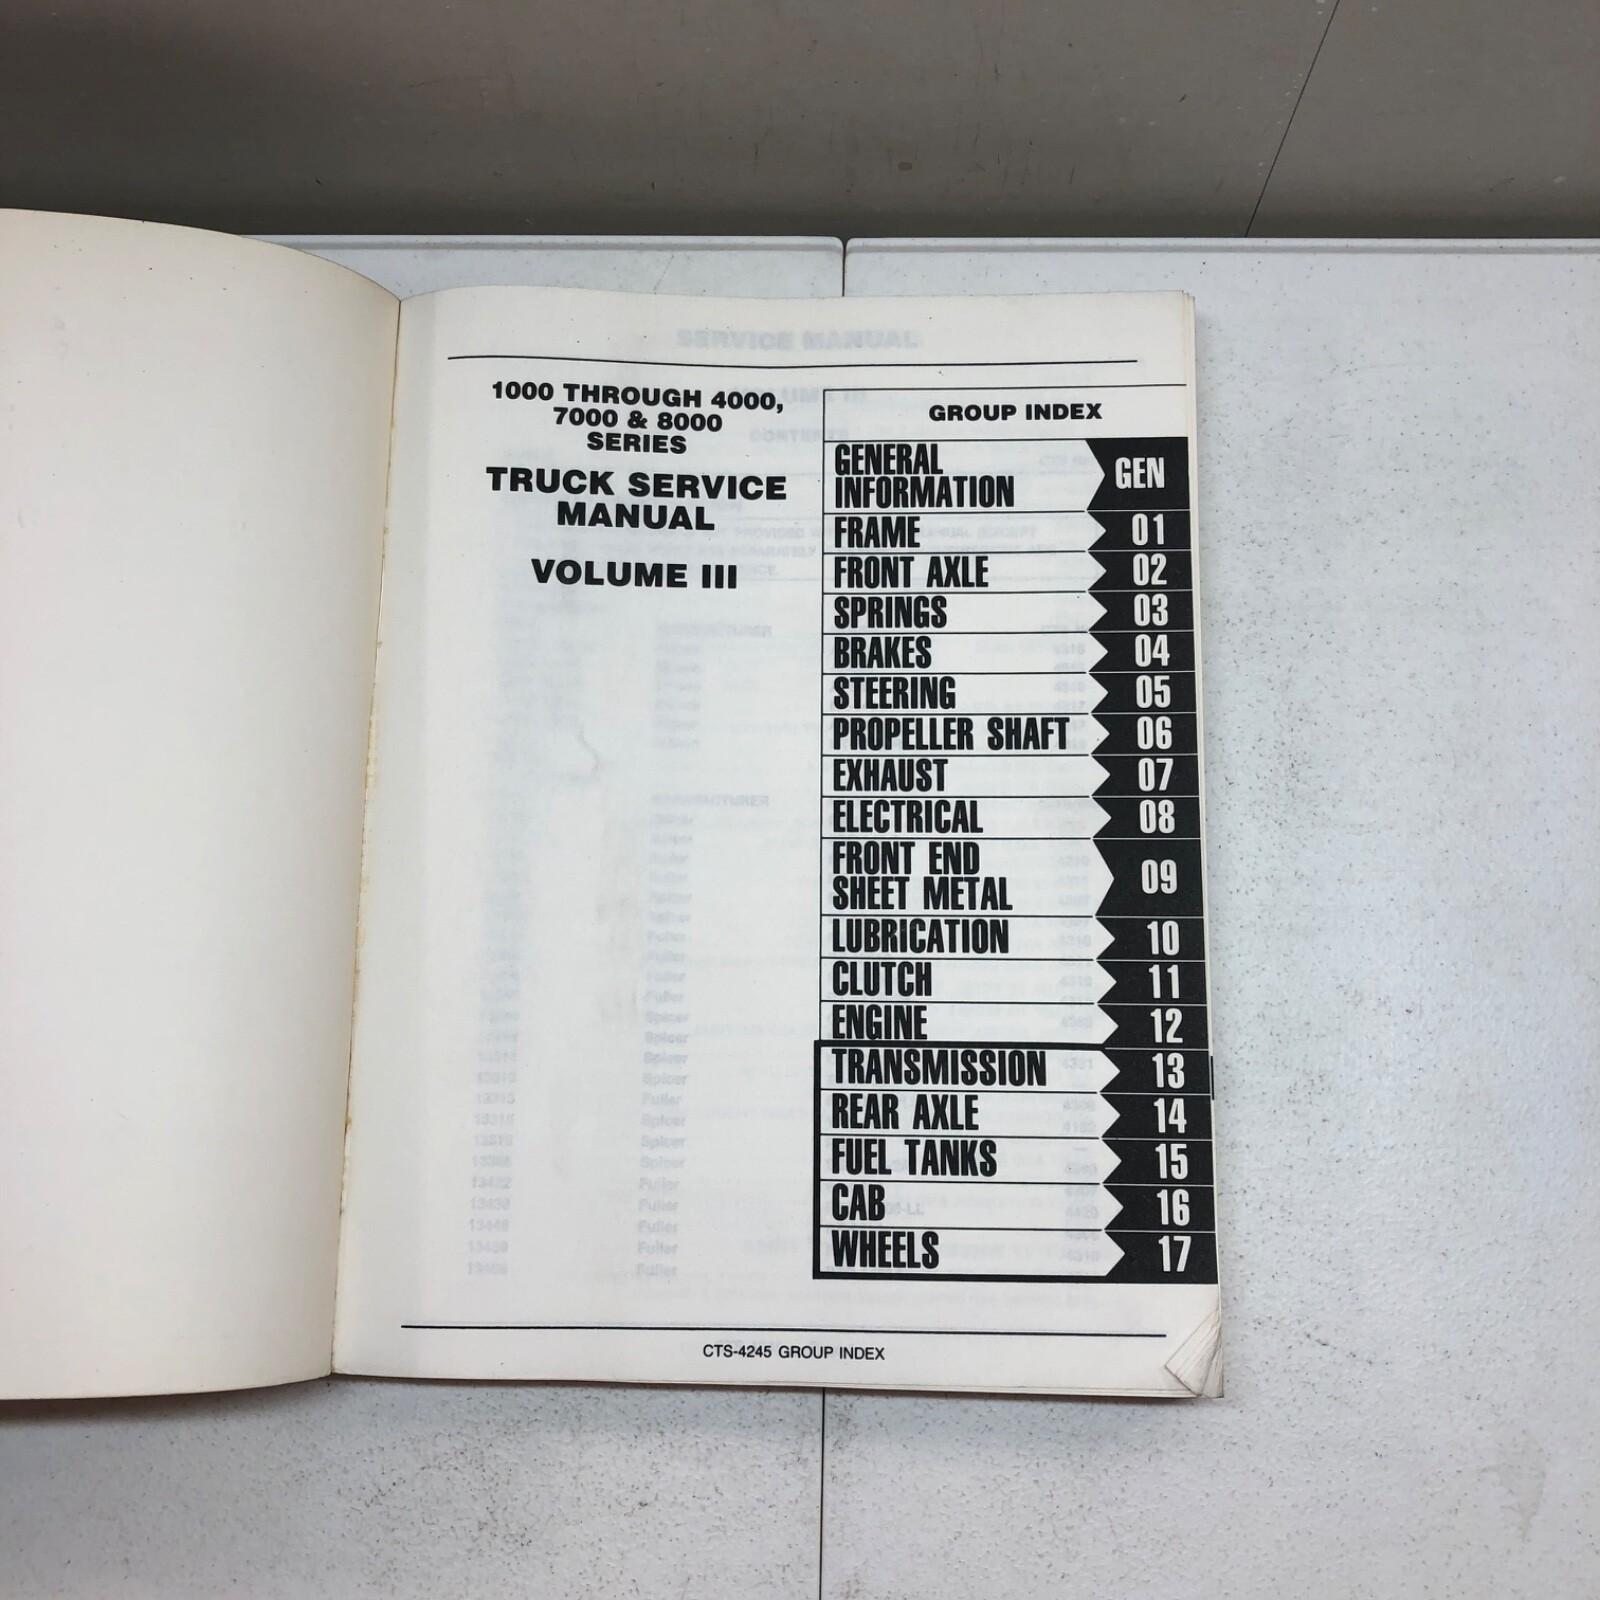 1000 THROUGH 4000,
7000 & 8000
SERIES
TRUCK SERVICE
MANUAL
VOLUME III
GROUP INDEX
GENERAL
INFORMATION GEN
FRAME 01
FRONT AXLE 02
SPRINGS 03
BRAKES 04
STEERING 05
PROPELLER SHAFT 06
EXHAUST 07
ELECTRICAL 08
FRONT END
SHEET METAL 09
LUBRICATION 10
CLUTCH 11
ENGINE 12
TRANSMISSION 13
REAR AXLE 14
FUEL TANKS 15
CAB 16
WHEELS 17
CTS-4245 GROUP INDEX